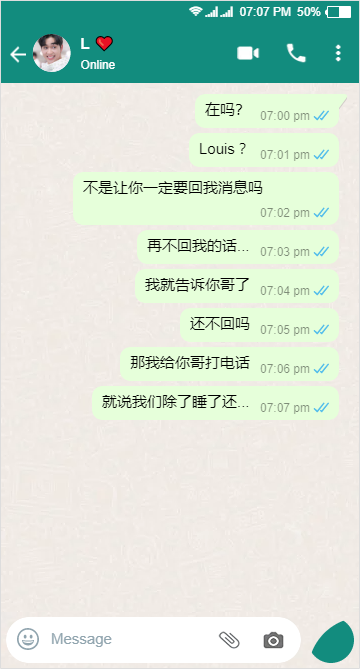 07:07 PM 50%
L ❤️
Online
在吗? 07:00 pm
Louis ? 07:01 pm
不是让你一定要回我消息吗
07:02 pm
再不回我的话... 07:03 pm
我就告诉你哥了 07:04 pm
还不回吗 07:05 pm
那我给你哥打电话 07:06 pm
就说我们除了睡了还... 07:07 pm
Message